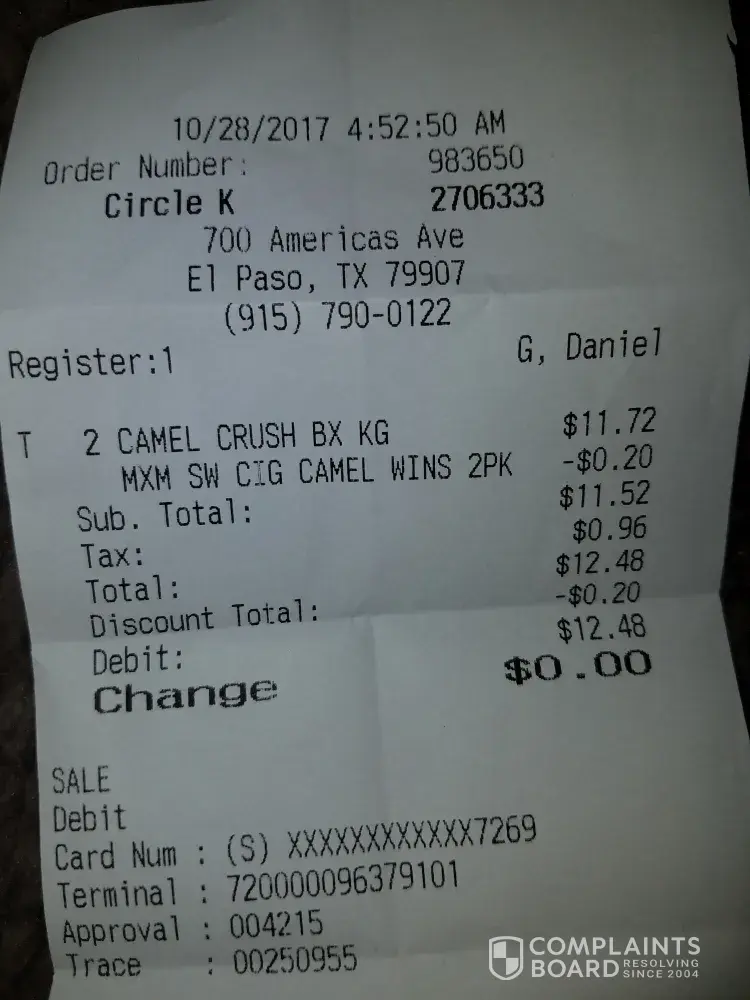 10/28/2017 4:52:50 AM
Order Number: 983650
Circle K 2706333
700 Americas Ave
El Paso, TX 79907
(915) 790-0122
Register:1 G, Daniel
T 2 CAMEL CRUSH BX KG $11.72
MXM SW CIG CAMEL WINS 2PK -$0.20
Sub. Total: $11.52
Tax: $0.96
Total: $12.48
Discount Total: -$0.20
Debit: $12.48
Change $0.00
SALE
Debit
Card Num : (S) XXXXXXXXXXXX7269
Terminal : 720000096379101
Approval : 004215
Trace : 00250955
COMPLAINTS
BOARD RESOLVING SINCE 2004